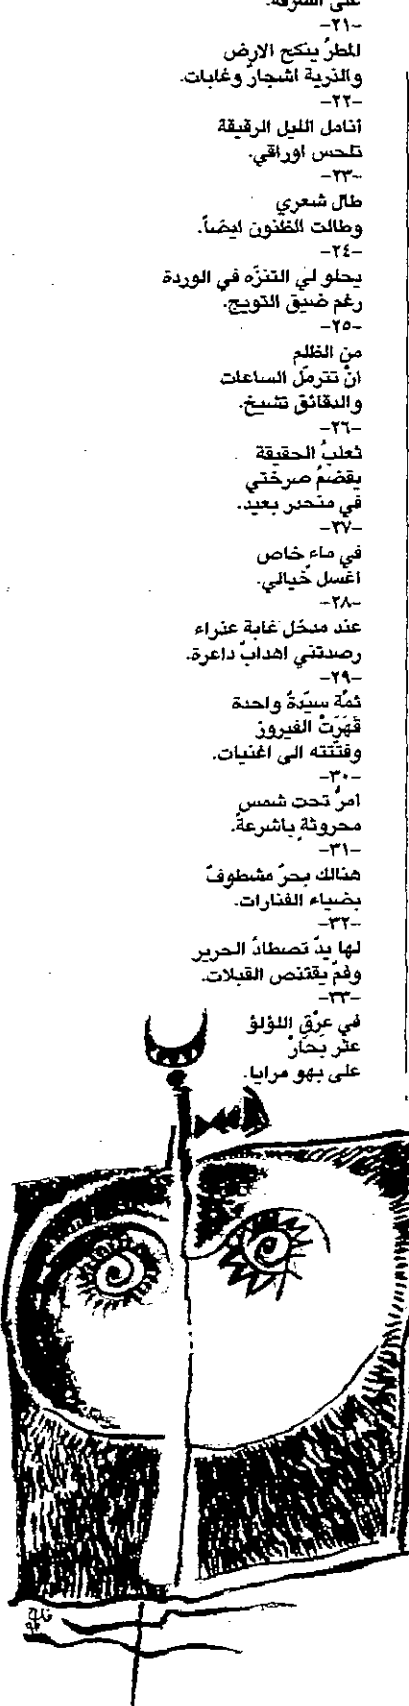 على الشرفة.
-٢١-
المطرُ ينكح الارض
والذرية اشجارٌ وغابات.
-٢٢-
أنامل الليل الرقيقة
تلحس اوراقي.
-٢٣-
طال شعري
وطالت الظنون ايضاً.
-٢٤-
يحلو لي التنزّه في الوردة
رغم ضيق التويج.
-٢٥-
من الظلم
انْ تترمّل الساعات
والدقائق تشيخ.
-٢٦-
ثعلبُ الحقيقة
يقضمُ صرختي
في منحدر بعيد.
-٢٧-
في ماء خاص
اغسل خيالي.
-٢٨-
عند مدخل غابة عذراء
رصدتني اهدابٌ داعرة.
-٢٩-
ثمّة سيّدةٌ واحدة
قَهَرَتْ الفيروز
وفتّتته الى اغنيات.
-٣٠-
امرُّ تحت شمسٍ
محروثةٍ باشرعة.
-٣١-
هنالك بحرٌ مشطوفٌ
بضياء الفنارات.
-٣٢-
لها يدٌ تصطادُ الحرير
وفمٌ يقتنص القبلات.
-٣٣-
في عِرْقِ اللؤلؤ
عثر بحّارٌ
على بهو مرايا.